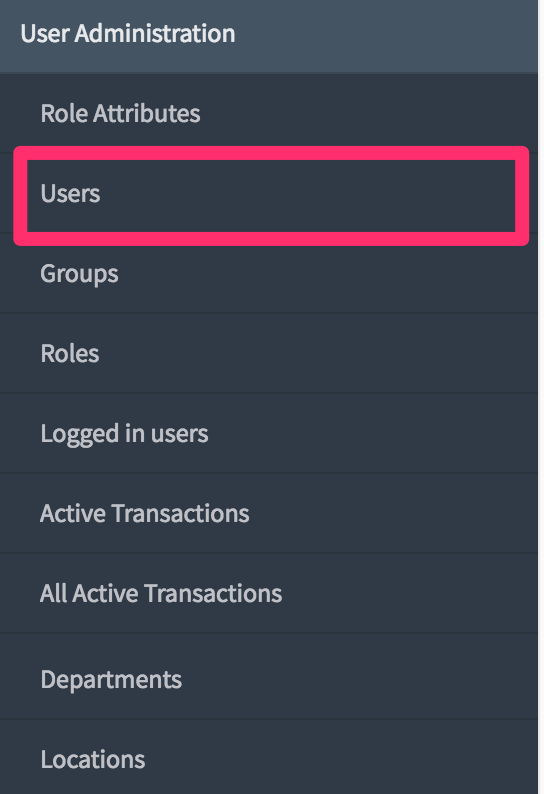 User Administration
Role Attributes
Users
Groups
Roles
Logged in users
Active Transactions
All Active Transactions
Departments
Locations